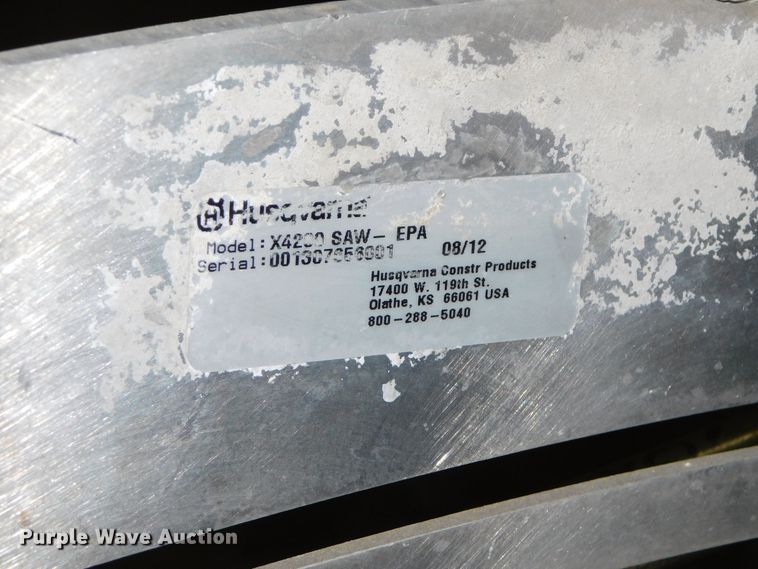 Husqvarna
Model: SAW- EPA
08/12
Serial:
Husqvarna Constr Products
17400 W. 119th St.
Olathe, KS 66061 USA
800-288-5040
Purple Wave Auction